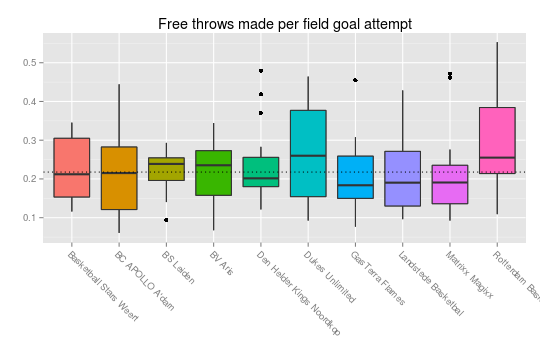 Free throws made per field goal attempt
0.5
0.4
0.3
0.2
0.1
Basketball Stars Weert
BC APOLLO A'dam
BS Leiden
BV Aris
Den Helder Kings Noordkop
Dukes Unlimited
GasTerra Flames
Landstede Basketbal
Matrixx Magixx
Rotterdam Bas